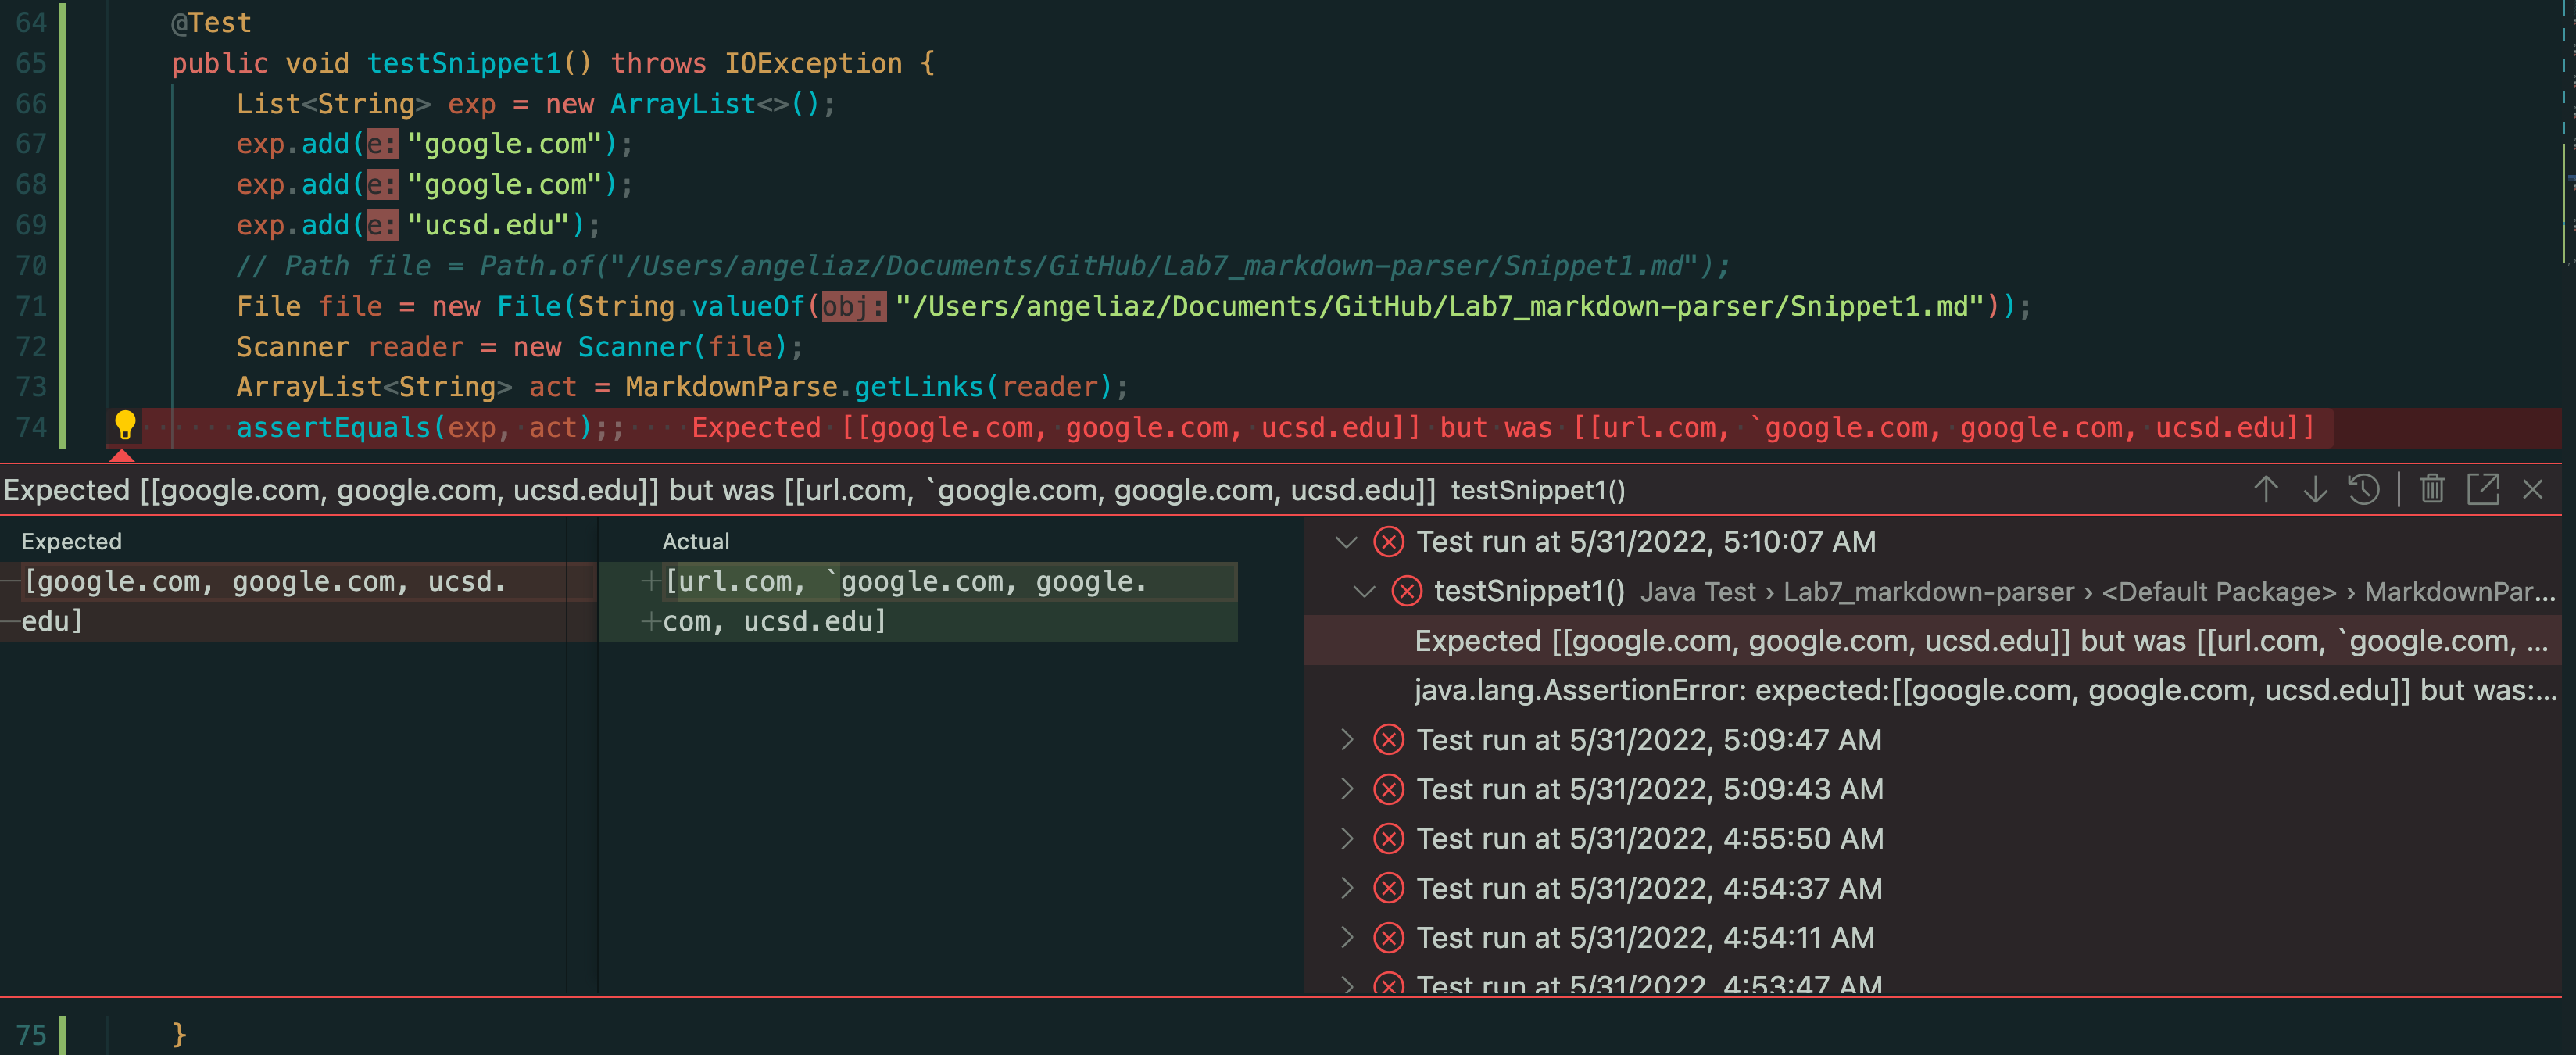 64 @Test
65 public void testSnippet1() throws IOException {
66 List<String> exp = new ArrayList<>();
67 exp.add(e: "google.com");
68 exp.add(e: "google.com");
69 exp.add(e: "ucsd.edu");
70 // Path file = Path.of("/Users/angeliaz/Documents/GitHub/Lab7_markdown-parser/Snippet1.md");
71 File file = new File(String.valueOf(obj: "/Users/angeliaz/Documents/GitHub/Lab7_markdown-parser/Snippet1.md"));
72 Scanner reader = new Scanner(file);
73 ArrayList<String> act = MarkdownParse.getLinks(reader);
74 assertEquals(exp, act);; Expected [[google.com, google.com, ucsd.edu]] but was [[url.com, `google.com, google.com, ucsd.edu]]
Expected [[google.com, google.com, ucsd.edu]] but was [[url.com, `google.com, google.com, ucsd.edu]] testSnippet1()
Expected
[google.com, google.com, ucsd.
edu]
Actual
[url.com, `google.com, google.
com, ucsd.edu]
Test run at 5/31/2022, 5:10:07 AM
testSnippet1() Java Test › Lab7_markdown-parser › <Default Package> › MarkdownPar...
Expected [[google.com, google.com, ucsd.edu]] but was [[url.com, `google.com, ...
java.lang.AssertionError: expected:[[google.com, google.com, ucsd.edu]] but was:...
Test run at 5/31/2022, 5:09:47 AM
Test run at 5/31/2022, 5:09:43 AM
Test run at 5/31/2022, 4:55:50 AM
Test run at 5/31/2022, 4:54:37 AM
Test run at 5/31/2022, 4:54:11 AM
Test run at 5/31/2022, 4:53:47 AM
75 }